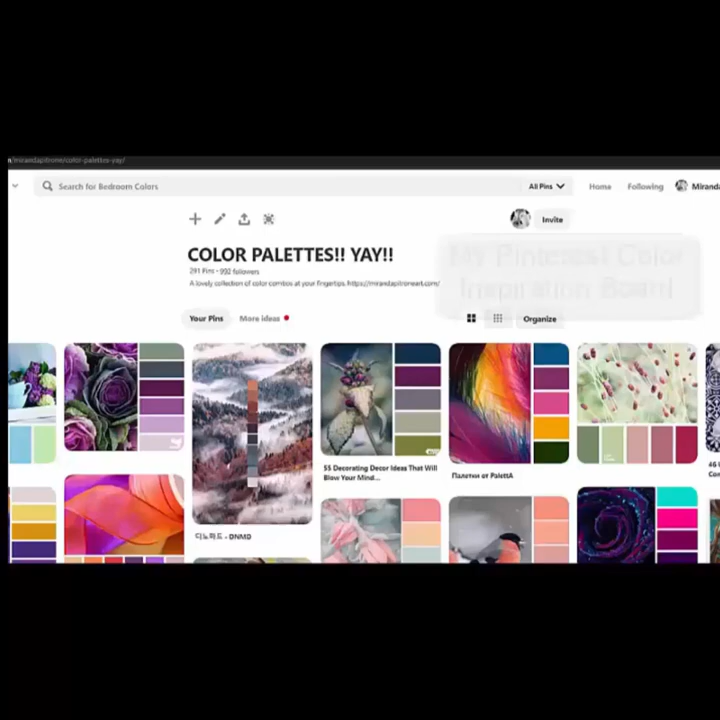 /mirandapitrone/color-palettes-yay/
Search for Bedroom Colors
All Pins
Home
Following
Miranda
Invite
COLOR PALETTES!! YAY!!
My Pinterest Color
Inspiration Board
291 Pins · 992 followers
A lovely collection of color combos at your fingertips. https://mirandapitroneart.com/
Your Pins
More ideas
Organize
55 Decorating Decor Ideas That Will
Blow Your Mind...
Палитки от PalettA
디노마드 - DNMD
46